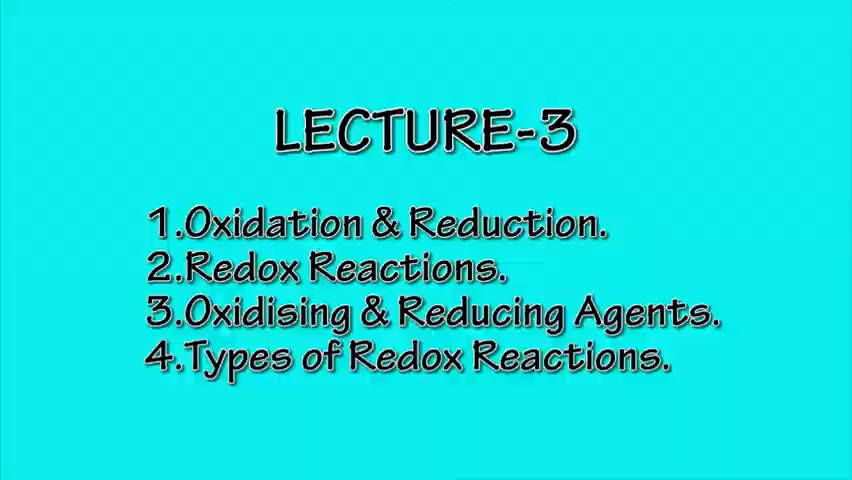 LECTURE-3
1.Oxidation & Reduction.
2.Redox Reactions.
3.Oxidising & Reducing Agents.
4.Types of Redox Reactions.